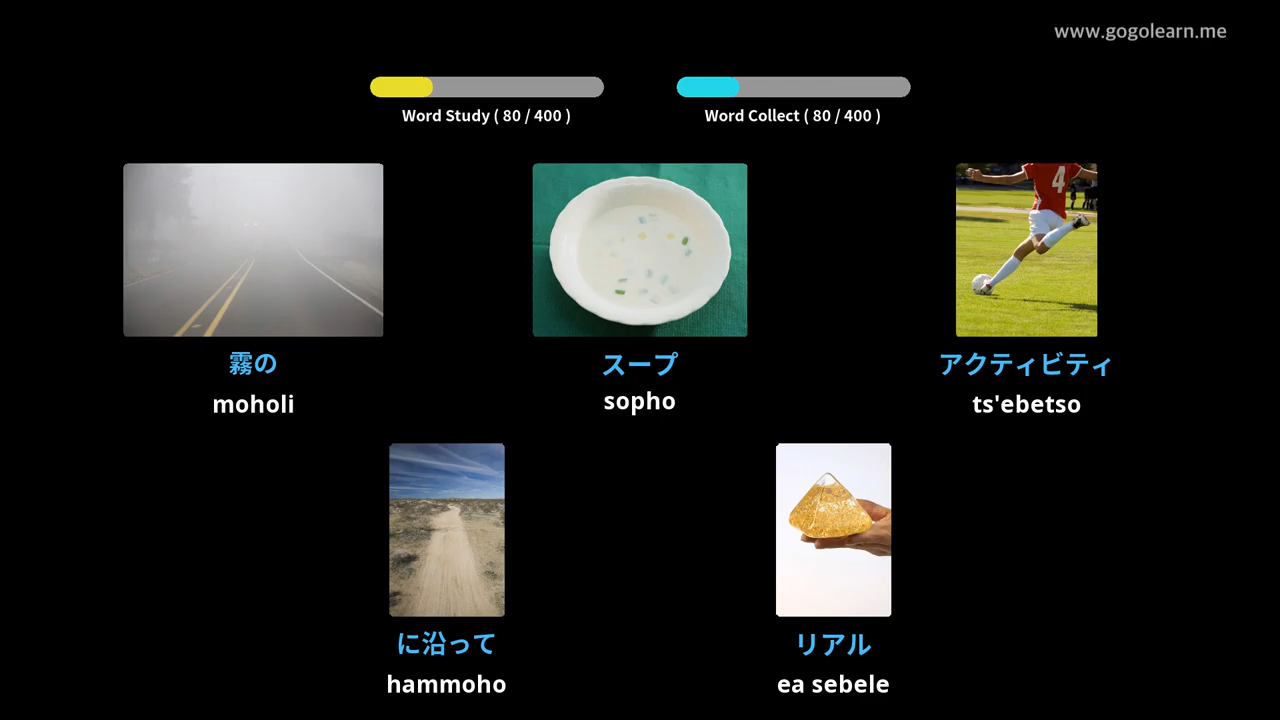 www.gogolearn.me
Word Study ( 80 / 400 )
Word Collect ( 80 / 400 )
4
霧の
スープ
アクティビティ
moholi
sopho
ts'ebetso
に沿って
リアル
hammoho
ea sebele